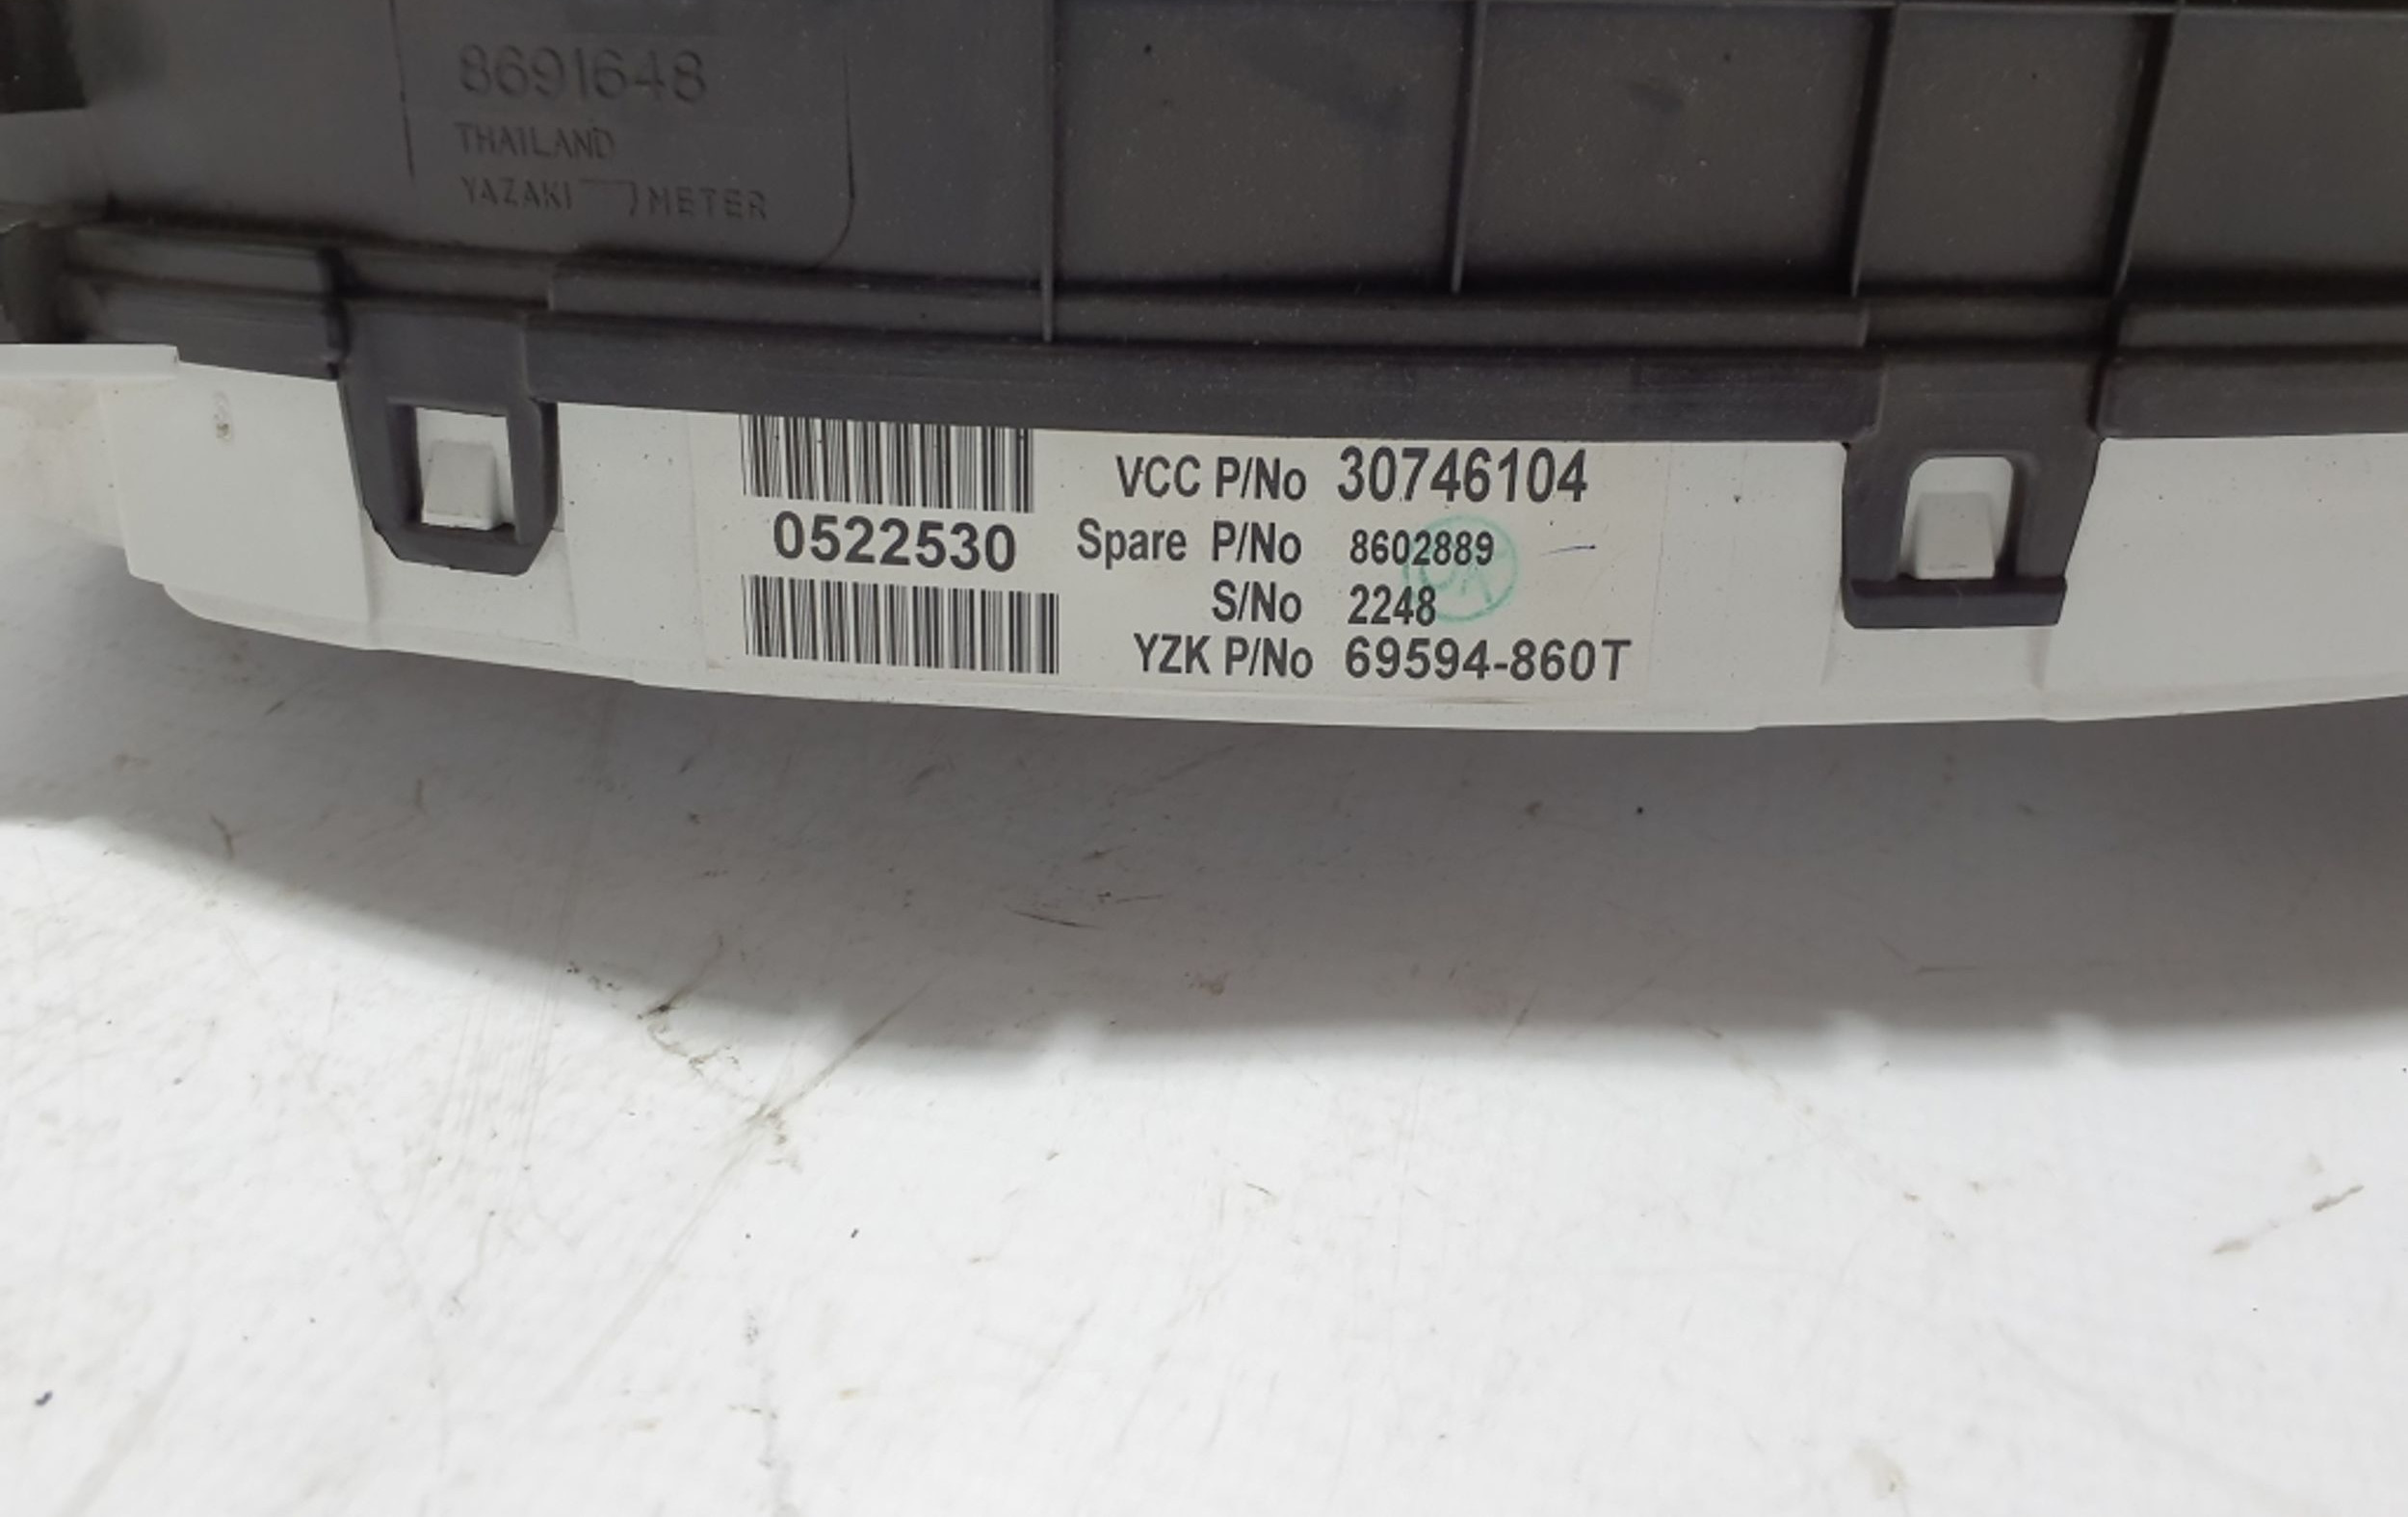 8691648
THAILAND
YAZAKI METER
VCC P/No 30746104
0522530
Spare P/No 8602889
S/No 2248
YZK P/No 69594-860T